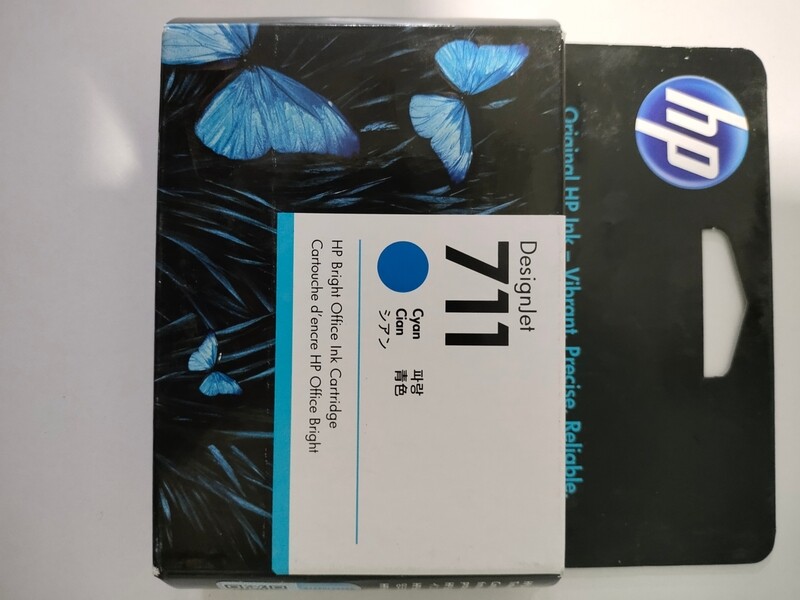 hp
Original HP Ink = Vibrant. Precise. Reliable.
DesignJet
711
Cyan 파랑
Cian 青色
シアン
HP Bright Office Ink Cartridge
Cartouche d'encre HP Office Bright